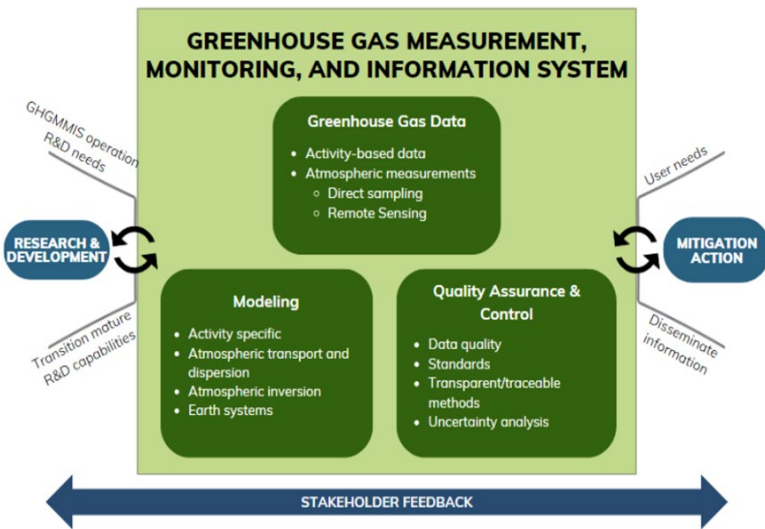 GREENHOUSE GAS MEASUREMENT,
MONITORING, AND INFORMATION SYSTEM
GHGMMIS operation
R&D needs
RESEARCH &
DEVELOPMENT
Transition mature
R&D capabilities
Greenhouse Gas Data
• Activity-based data
• Atmospheric measurements
○ Direct sampling
○ Remote Sensing
Modeling
• Activity specific
• Atmospheric transport and
dispersion
• Atmospheric inversion
• Earth systems
Quality Assurance &
Control
• Data quality
• Standards
• Transparent/traceable
methods
• Uncertainty analysis
User needs
MITIGATION
ACTION
Disseminate
information
STAKEHOLDER FEEDBACK